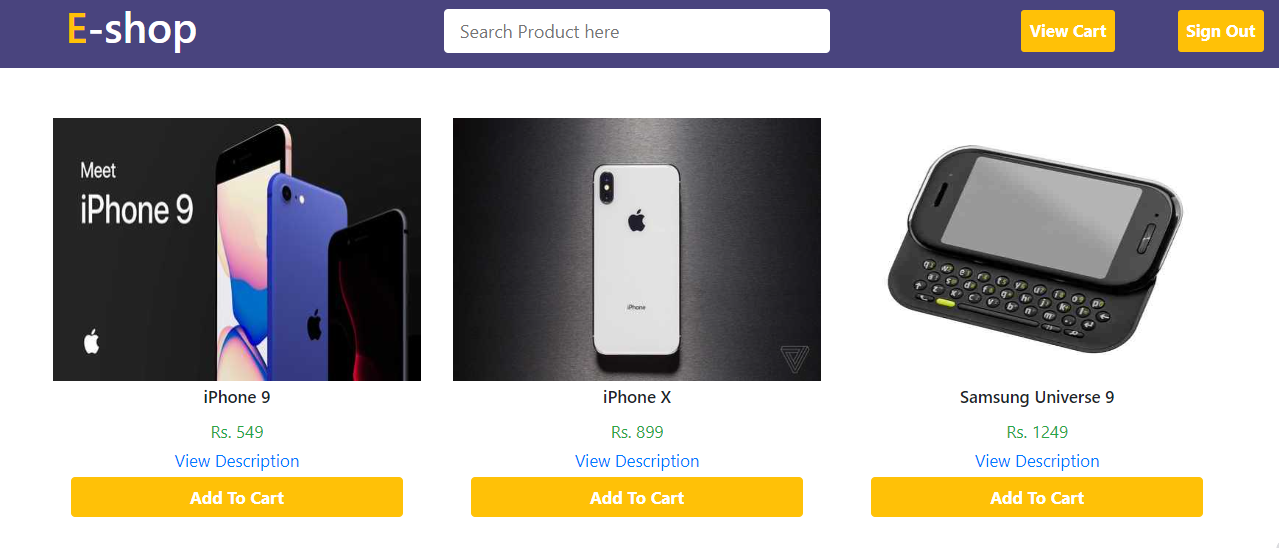 E-shop
Search Product here
View Cart
Sign Out
Meet
iPhone 9
iPhone
iPhone 9
iPhone X
Samsung Universe 9
Rs. 549
Rs. 899
Rs. 1249
View Description
View Description
View Description
Add To Cart
Add To Cart
Add To Cart